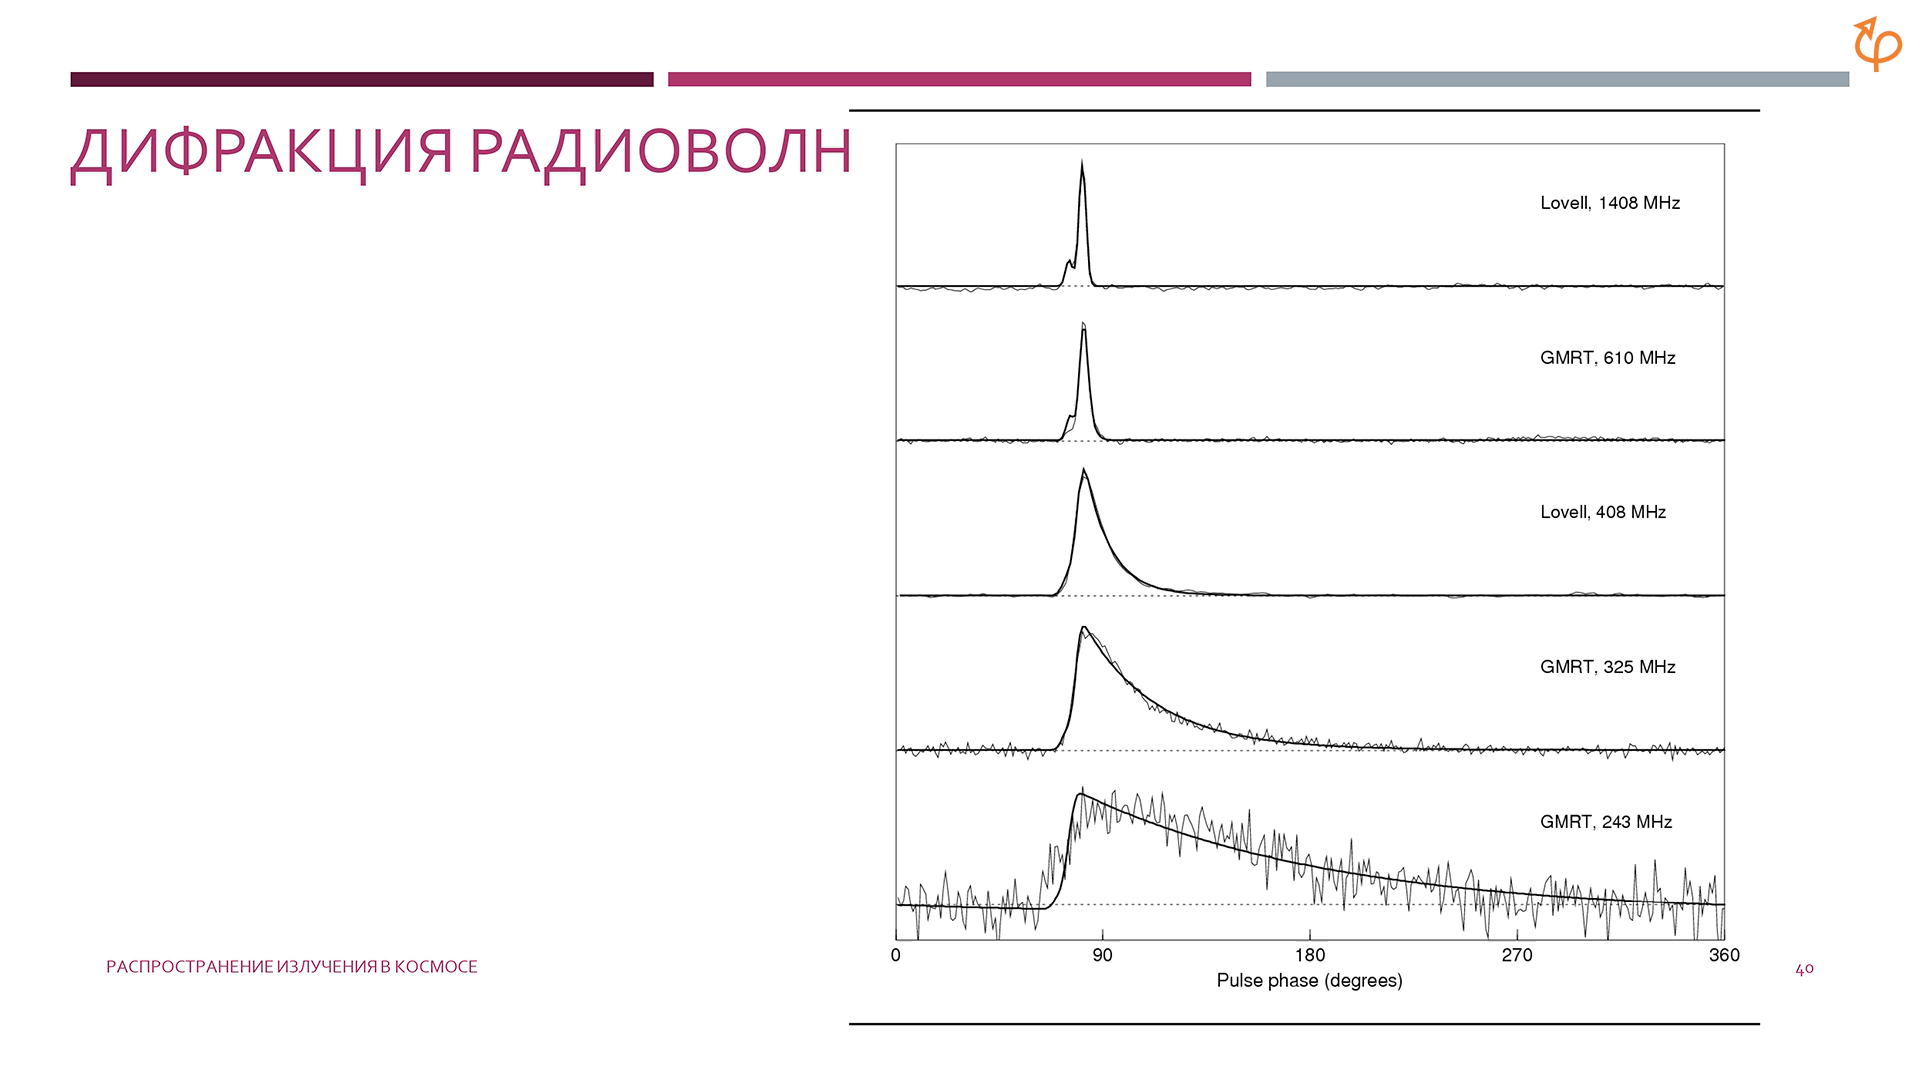 ДИФРАКЦИЯ РАДИОВОЛН
Lovell, 1408 MHz
GMRT, 610 MHz
Lovell, 408 MHz
GMRT, 325 MHz
GMRT, 243 MHz
0 90 180 270 360
Pulse phase (degrees)
РАСПРОСТРАНЕНИЕ ИЗЛУЧЕНИЯ В КОСМОСЕ
40